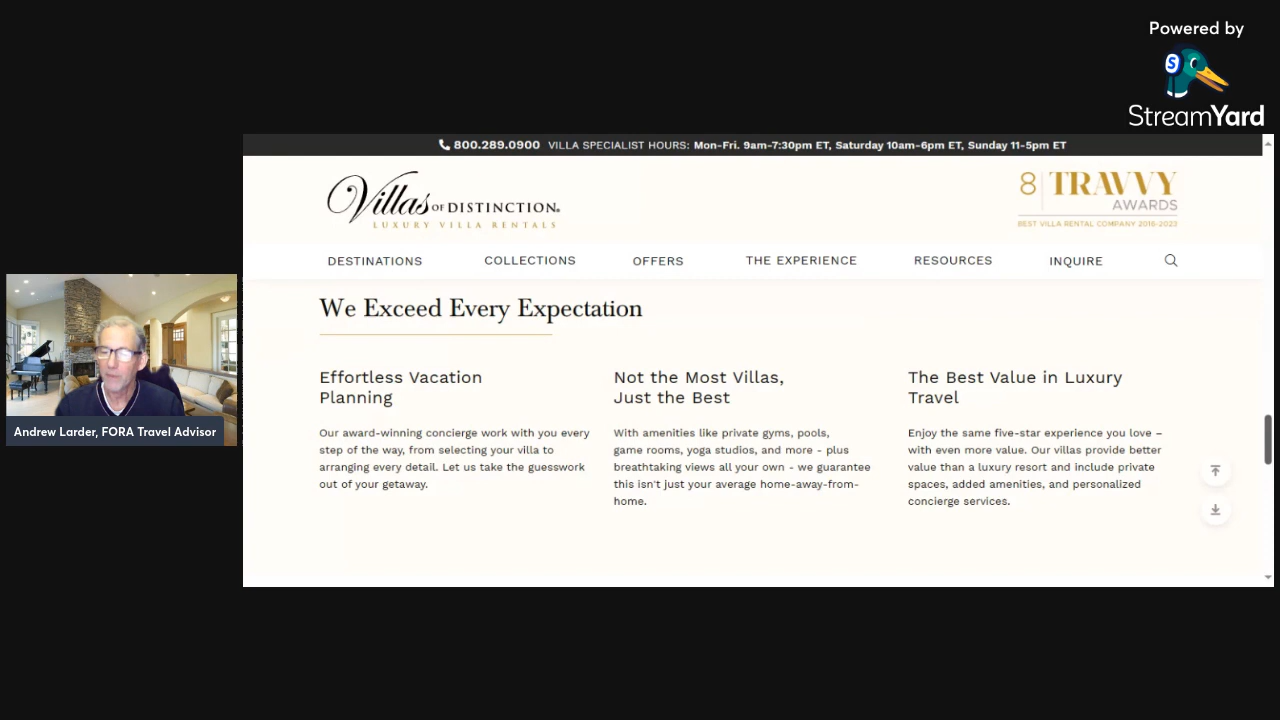 Powered by
S
StreamYard
800.289.0900 VILLA SPECIALIST HOURS: Mon-Fri. 9am-7:30pm ET, Saturday 10am-6pm ET, Sunday 11-5pm ET
Villas OF DISTINCTION®
LUXURY VILLA RENTALS
8 TRAVVY
AWARDS
BEST VILLA RENTAL COMPANY 2016-2023
DESTINATIONS COLLECTIONS OFFERS THE EXPERIENCE RESOURCES INQUIRE
We Exceed Every Expectation
Effortless Vacation
Planning
Our award-winning concierge work with you every
step of the way, from selecting your villa to
arranging every detail. Let us take the guesswork
out of your getaway.
Not the Most Villas,
Just the Best
With amenities like private gyms, pools,
game rooms, yoga studios, and more - plus
breathtaking views all your own - we guarantee
this isn't just your average home-away-from-
home.
The Best Value in Luxury
Travel
Enjoy the same five-star experience you love –
with even more value. Our villas provide better
value than a luxury resort and include private
spaces, added amenities, and personalized
concierge services.
Andrew Larder, FORA Travel Advisor